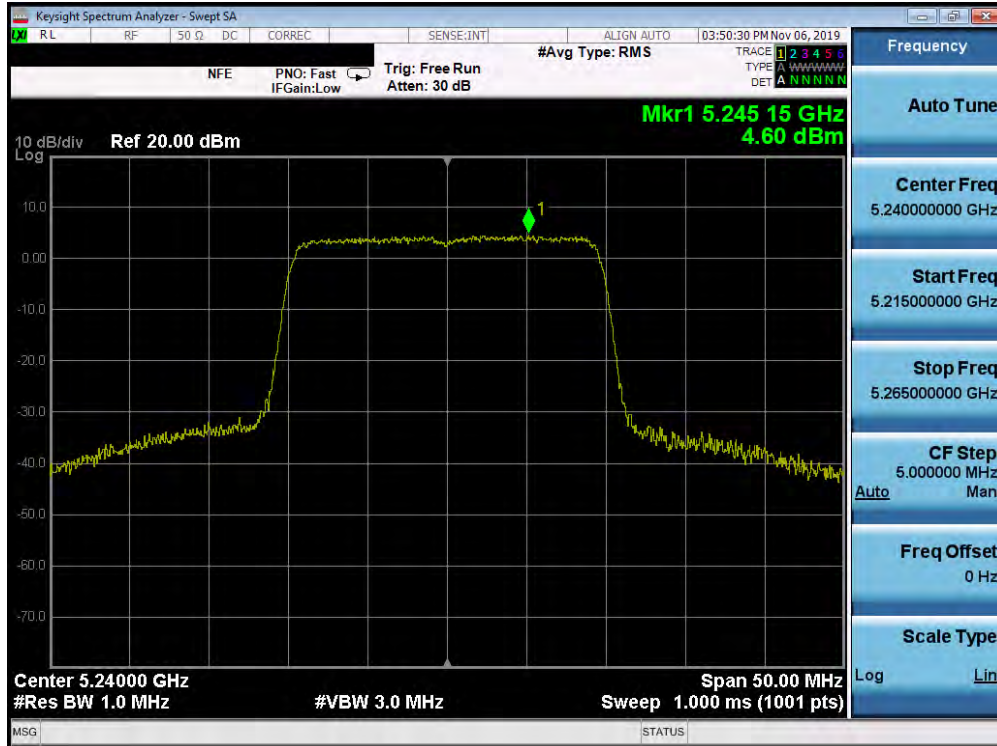 Keysight Spectrum Analyzer - Swept SA
LXI RL RF 50 Ω DC CORREC SENSE:INT ALIGN AUTO 03:50:30 PM Nov 06, 2019
NFE PNO: Fast IFGain:Low
Trig: Free Run
Atten: 30 dB
#Avg Type: RMS
TRACE 1 2 3 4 5 6
TYPE A WWWWW
DET A N N N N N
Mkr1 5.245 15 GHz
4.60 dBm
10 dB/div Ref 20.00 dBm
Log
1
10.0
0.00
-10.0
-20.0
-30.0
-40.0
-50.0
-60.0
-70.0
Center 5.24000 GHz Span 50.00 MHz
#Res BW 1.0 MHz #VBW 3.0 MHz Sweep 1.000 ms (1001 pts)
MSG STATUS
Frequency
Auto Tune
Center Freq
5.240000000 GHz
Start Freq
5.215000000 GHz
Stop Freq
5.265000000 GHz
CF Step
5.000000 MHz
Auto Man
Freq Offset
0 Hz
Scale Type
Log Lin